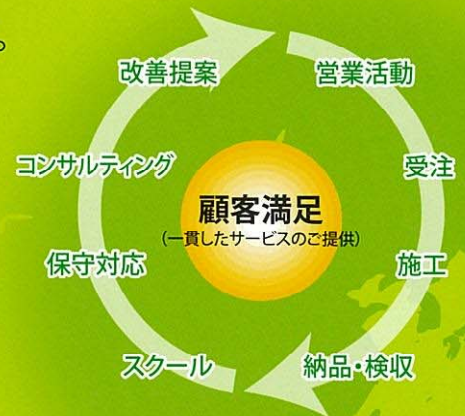 。
改善提案
営業活動
コンサルティング
受注
顧客満足
(一貫したサービスのご提供)
保守対応
施工
スクール
納品・検収